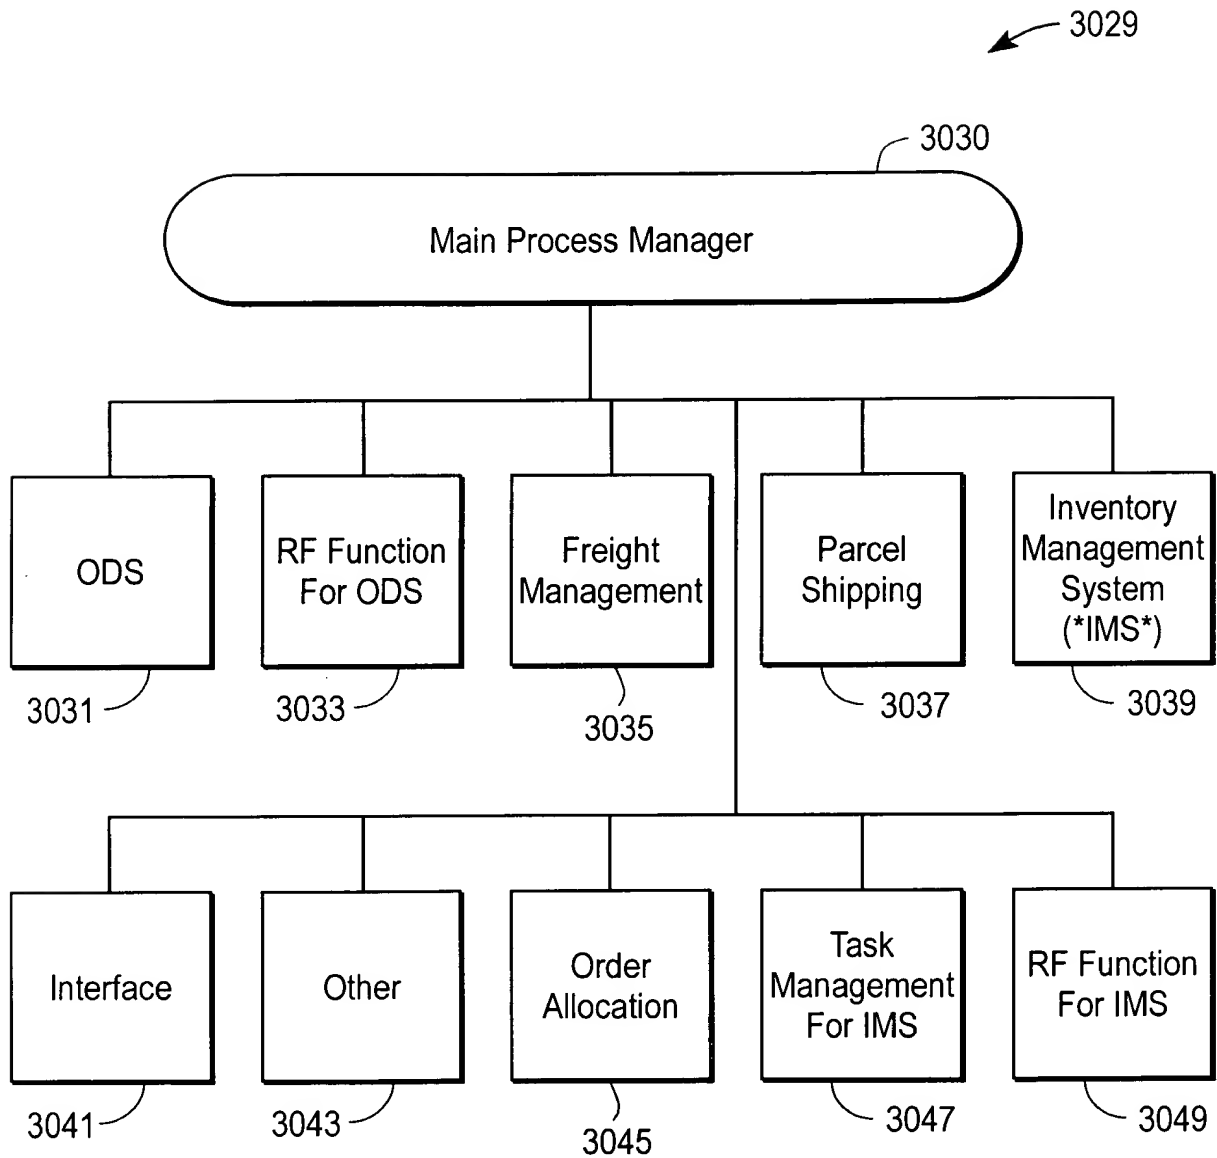 3029
3030
Main Process Manager
ODS
RF Function
For ODS
Freight
Management
Parcel
Shipping
Inventory
Management
System
(*IMS*)
3031
3033
3035
3037
3039
Interface
Other
Order
Allocation
Task
Management
For IMS
RF Function
For IMS
3041
3043
3045
3047
3049